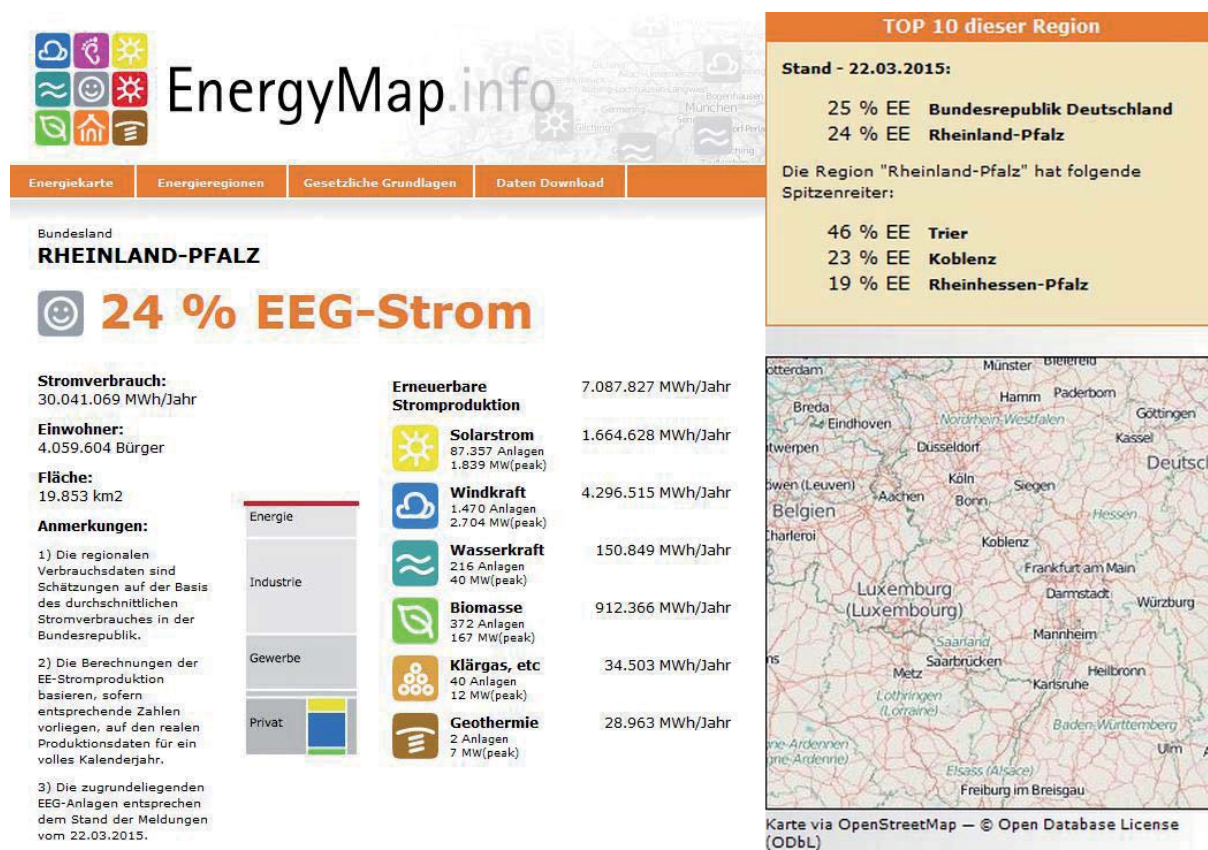 EnergyMap.info
Energiekarte
Energieregionen
Gesetzliche Grundlagen
Daten Download
Bundesland
RHEINLAND-PFALZ
24 % EEG-Strom
Stromverbrauch:
30.041.069 MWh/Jahr
Einwohner:
4.059.604 Bürger
Fläche:
19.853 km2
Anmerkungen:
1) Die regionalen
Verbrauchsdaten sind
Schätzungen auf der Basis
des durchschnittlichen
Stromverbrauches in der
Bundesrepublik.
2) Die Berechnungen der
EE-Stromproduktion
basieren, sofern
entsprechende Zahlen
vorliegen, auf den realen
Produktionsdaten für ein
volles Kalenderjahr.
3) Die zugrundeliegenden
EEG-Anlagen entsprechen
dem Stand der Meldungen
vom 22.03.2015.
Energie
Industrie
Gewerbe
Privat
Erneuerbare 7.087.827 MWh/Jahr
Stromproduktion
Solarstrom 1.664.628 MWh/Jahr
87.357 Anlagen
1.839 MW(peak)
Windkraft 4.296.515 MWh/Jahr
1.470 Anlagen
2.704 MW(peak)
Wasserkraft 150.849 MWh/Jahr
216 Anlagen
40 MW(peak)
Biomasse 912.366 MWh/Jahr
372 Anlagen
167 MW(peak)
Klärgas, etc 34.503 MWh/Jahr
40 Anlagen
12 MW(peak)
Geothermie 28.963 MWh/Jahr
2 Anlagen
7 MW(peak)
TOP 10 dieser Region
Stand - 22.03.2015:
25 % EE Bundesrepublik Deutschland
24 % EE Rheinland-Pfalz
Die Region "Rheinland-Pfalz" hat folgende
Spitzenreiter:
46 % EE Trier
23 % EE Koblenz
19 % EE Rheinhessen-Pfalz
otterdam
Münster
Bielefeld
Hamm
Paderborn
Breda
Eindhoven
Nordrhein-Westfalen
Göttingen
twerpen
Düsseldorf
Kassel
Deutscl
öwen (Leuven)
Aachen
Köln
Bonn
Siegen
Belgien
Hessen
Charleroi
Koblenz
Frankfurt am Main
Luxemburg
(Luxembourg)
Darmstadt
Würzburg
Saarland
Mannheim
Metz
Saarbrücken
Heilbronn
Karlsruhe
Lothringen
(Lorraine)
Baden-Württemberg
Ulm
Elsass (Alsace)
Freiburg im Breisgau
Karte via OpenStreetMap — © Open Database License
(ODbL)